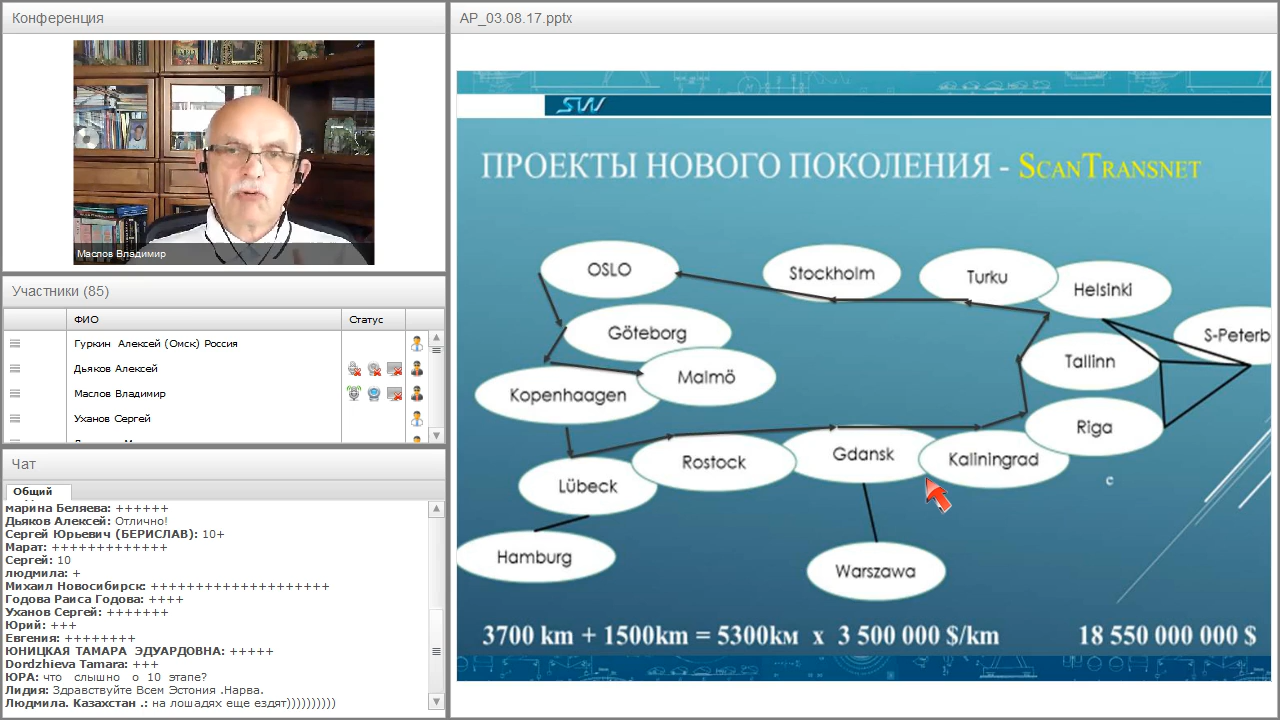 Конференция
Маслов Владимир
Участники (85)
ФИО
Статус
Гуркин Алексей (Омск) Россия
Дьяков Алексей
Маслов Владимир
Уханов Сергей
Чат
Общий
марина Беляева: ++++++
Дьяков Алексей: Отлично!
Сергей Юрьевич (БЕРИСЛАВ): 10+
Марат: +++++++++++++
Сергей: 10
людмила: +
Михаил Новосибирск: ++++++++++++++++++++
Годова Раиса Годова: ++++
Уханов Сергей: +++++++
Юрий: +++
Евгения: ++++++++
ЮНИЦКАЯ ТАМАРА ЭДУАРДОВНА: +++++
Dordzhieva Tamara: +++
ЮЛА: что слышно о 10 этапе?
Лидия: Здравствуйте Всем Эстония .Нарва.
Людмила. Казахстан .: на лошадях еще ездят))))))))))
AP_03.08.17.pptx
SW
ПРОЕКТЫ НОВОГО ПОКОЛЕНИЯ - SCANTRANSNET
OSLO
Stockholm
Turku
Helsinki
Göteborg
S-Peterb
Kopenhaagen
Malmö
Tallinn
Riga
Lübeck
Rostock
Gdansk
Kaliningrad
c
Hamburg
Warszawa
3700 km + 1500km = 5300км x 3 500 000 $/km
18 550 000 000 $